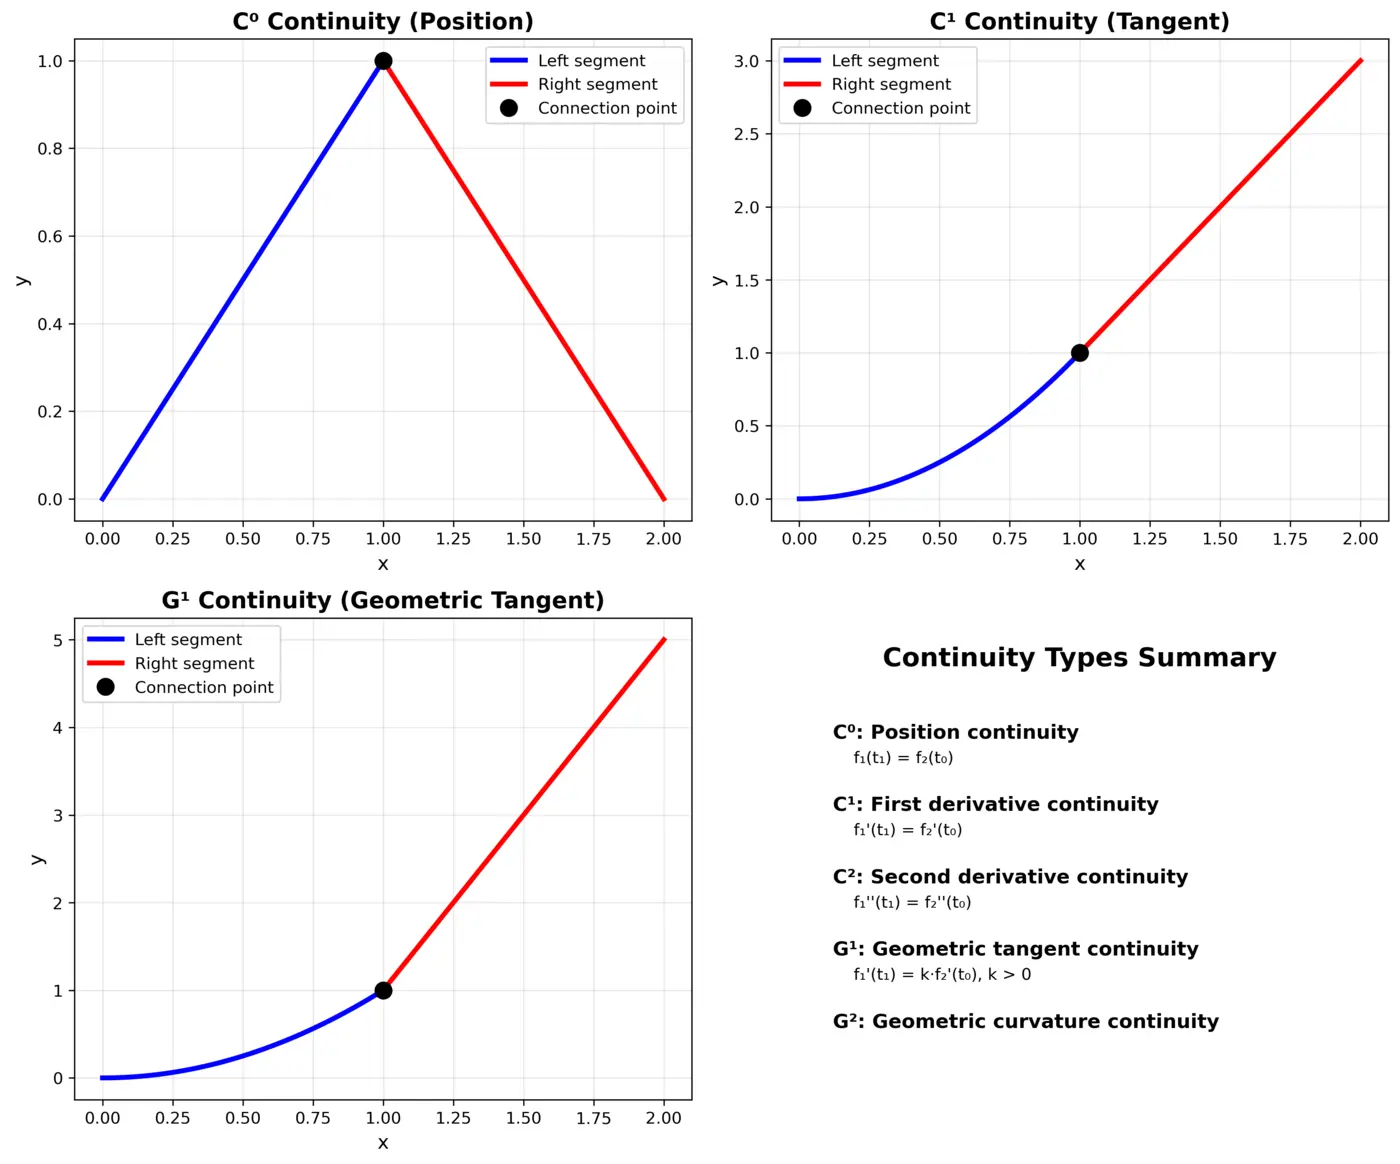 C⁰ Continuity (Position)
Left segment
Right segment
Connection point
1.0
0.8
0.6
0.4
0.2
0.0
y
0.00 0.25 0.50 0.75 1.00 1.25 1.50 1.75 2.00
x
C¹ Continuity (Tangent)
Left segment
Right segment
Connection point
3.0
2.5
2.0
1.5
1.0
0.5
0.0
y
0.00 0.25 0.50 0.75 1.00 1.25 1.50 1.75 2.00
x
G¹ Continuity (Geometric Tangent)
Left segment
Right segment
Connection point
5
4
3
2
1
0
y
0.00 0.25 0.50 0.75 1.00 1.25 1.50 1.75 2.00
x
Continuity Types Summary
C⁰: Position continuity
f₁(t₁) = f₂(t₀)
C¹: First derivative continuity
f₁'(t₁) = f₂'(t₀)
C²: Second derivative continuity
f₁''(t₁) = f₂''(t₀)
G¹: Geometric tangent continuity
f₁'(t₁) = k·f₂'(t₀), k > 0
G²: Geometric curvature continuity